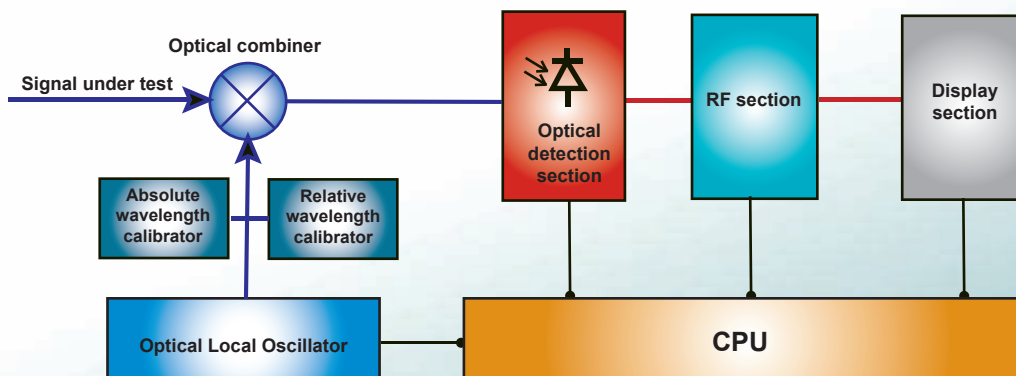 Optical combiner
Signal under test
Optical
detection
section
RF section
Display
section
Absolute
wavelength
calibrator
Relative
wavelength
calibrator
Optical Local Oscillator
CPU